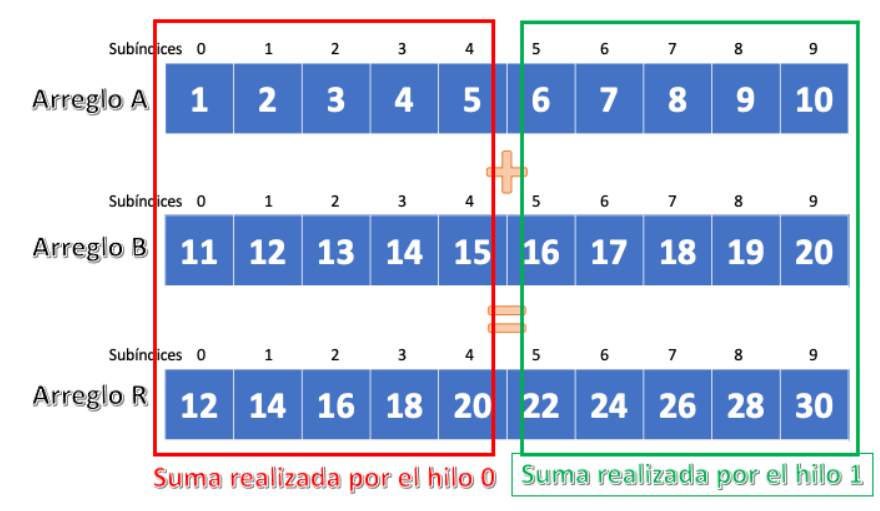 Subíndices 0 1 2 3 4 5 6 7 8 9
Arreglo A 1 2 3 4 5 6 7 8 9 10
+
Subíndices 0 1 2 3 4 5 6 7 8 9
Arreglo B 11 12 13 14 15 16 17 18 19 20
=
Subíndices 0 1 2 3 4 5 6 7 8 9
Arreglo R 12 14 16 18 20 22 24 26 28 30
Suma realizada por el hilo 0 Suma realizada por el hilo 1